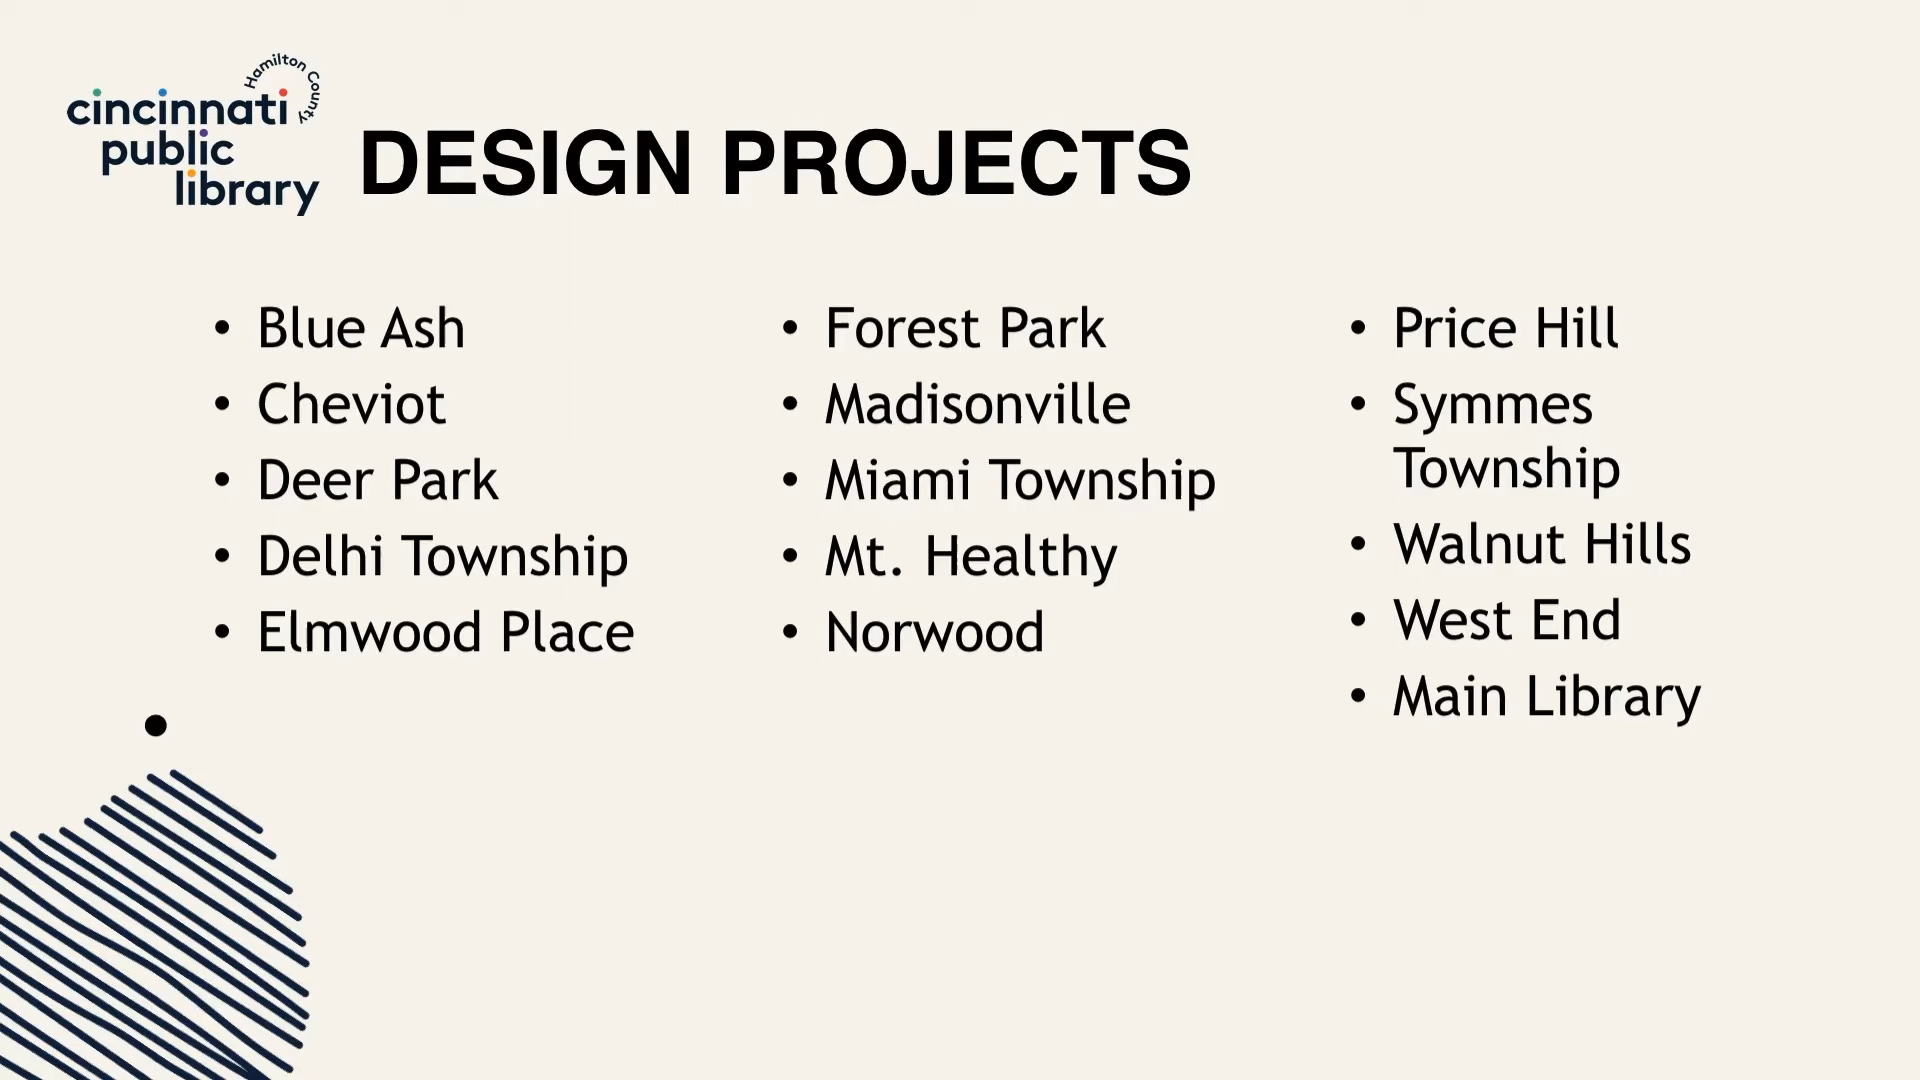 Hamilton County
cincinnati
public
library
DESIGN PROJECTS
• Blue Ash
• Cheviot
• Deer Park
• Delhi Township
• Elmwood Place
• Forest Park
• Madisonville
• Miami Township
• Mt. Healthy
• Norwood
• Price Hill
• Symmes
Township
• Walnut Hills
• West End
• Main Library